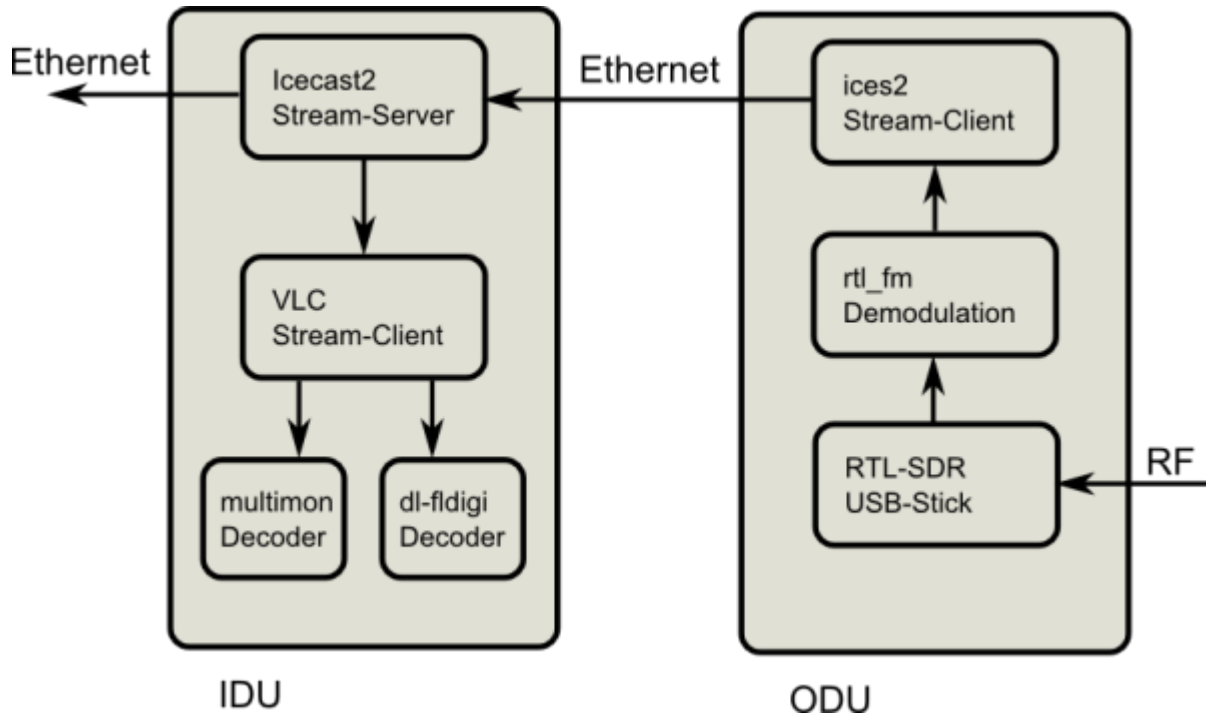 Ethernet
Icecast2
Stream-Server
VLC
Stream-Client
multimon
Decoder
dl-fldigi
Decoder
IDU
Ethernet
ices2
Stream-Client
rtl_fm
Demodulation
RTL-SDR
USB-Stick
RF
ODU